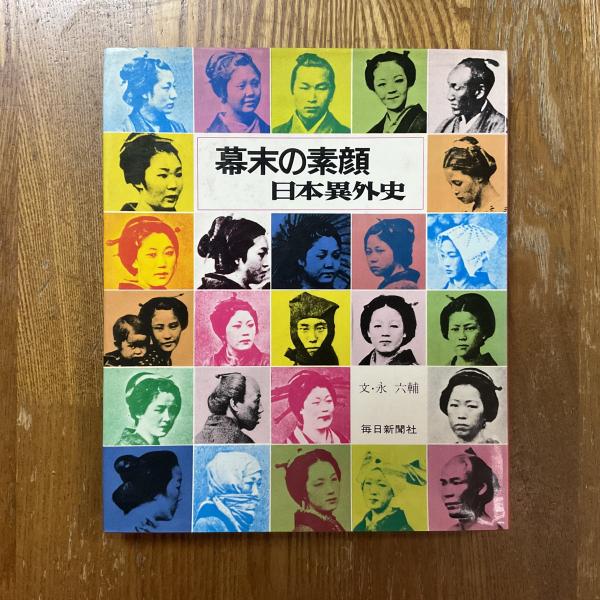 幕末の素顔
日本異外史
文・永 六輔
毎日新聞社